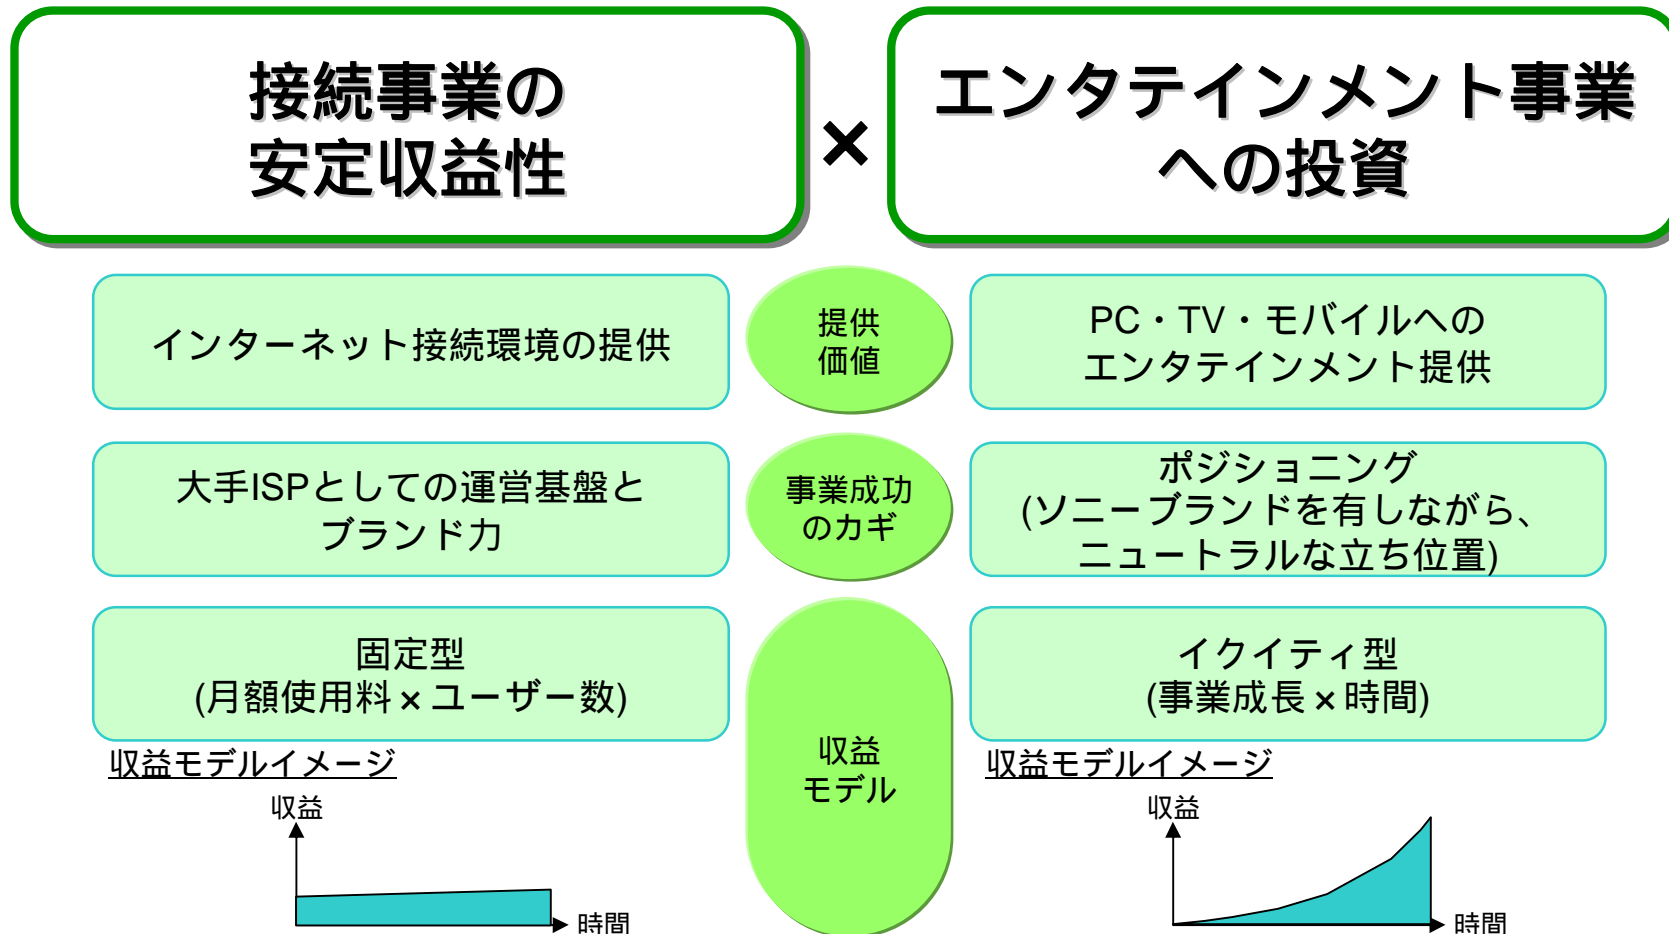 接続事業の
安定収益性
×
エンタテインメント事業
への投資
インターネット接続環境の提供
提供
価値
PC・TV・モバイルへの
エンタテインメント提供
大手ISPとしての運営基盤と
ブランド力
事業成功
のカギ
ポジショニング
(ソニーブランドを有しながら、
ニュートラルな立ち位置)
固定型
(月額使用料×ユーザー数)
収益
モデル
イクイティ型
(事業成長×時間)
収益モデルイメージ
収益
時間
収益モデルイメージ
収益
時間